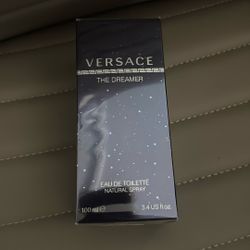 VERSACE
THE DREAMER
EAU DE TOILETTE
NATURAL SPRAY
100 ml e 3.4 US fl.oz.